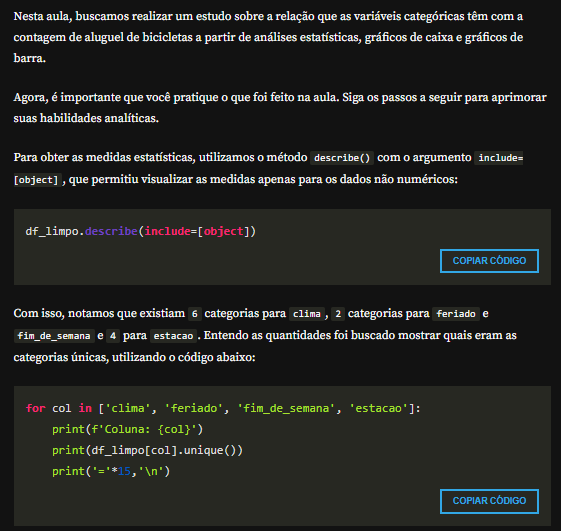 Nesta aula, buscamos realizar um estudo sobre a relação que as variáveis categóricas têm com a
contagem de aluguel de bicicletas a partir de análises estatísticas, gráficos de caixa e gráficos de
barra.
Agora, é importante que você pratique o que foi feito na aula. Siga os passos a seguir para aprimorar
suas habilidades analíticas.
Para obter as medidas estatísticas, utilizamos o método describe() com o argumento include=
[object], que permitiu visualizar as medidas apenas para os dados não numéricos:
df_limpo.describe(include=[object])
COPIAR CÓDIGO
Com isso, notamos que existiam 6 categorias para clima, 2 categorias para feriado e
fim_de_semana e 4 para estacao. Entendo as quantidades foi buscado mostrar quais eram as
categorias únicas, utilizando o código abaixo:
for col in ['clima', 'feriado', 'fim_de_semana', 'estacao']:
    print(f'Coluna: {col}')
    print(df_limpo[col].unique())
    print('='*15,'\n')
COPIAR CÓDIGO